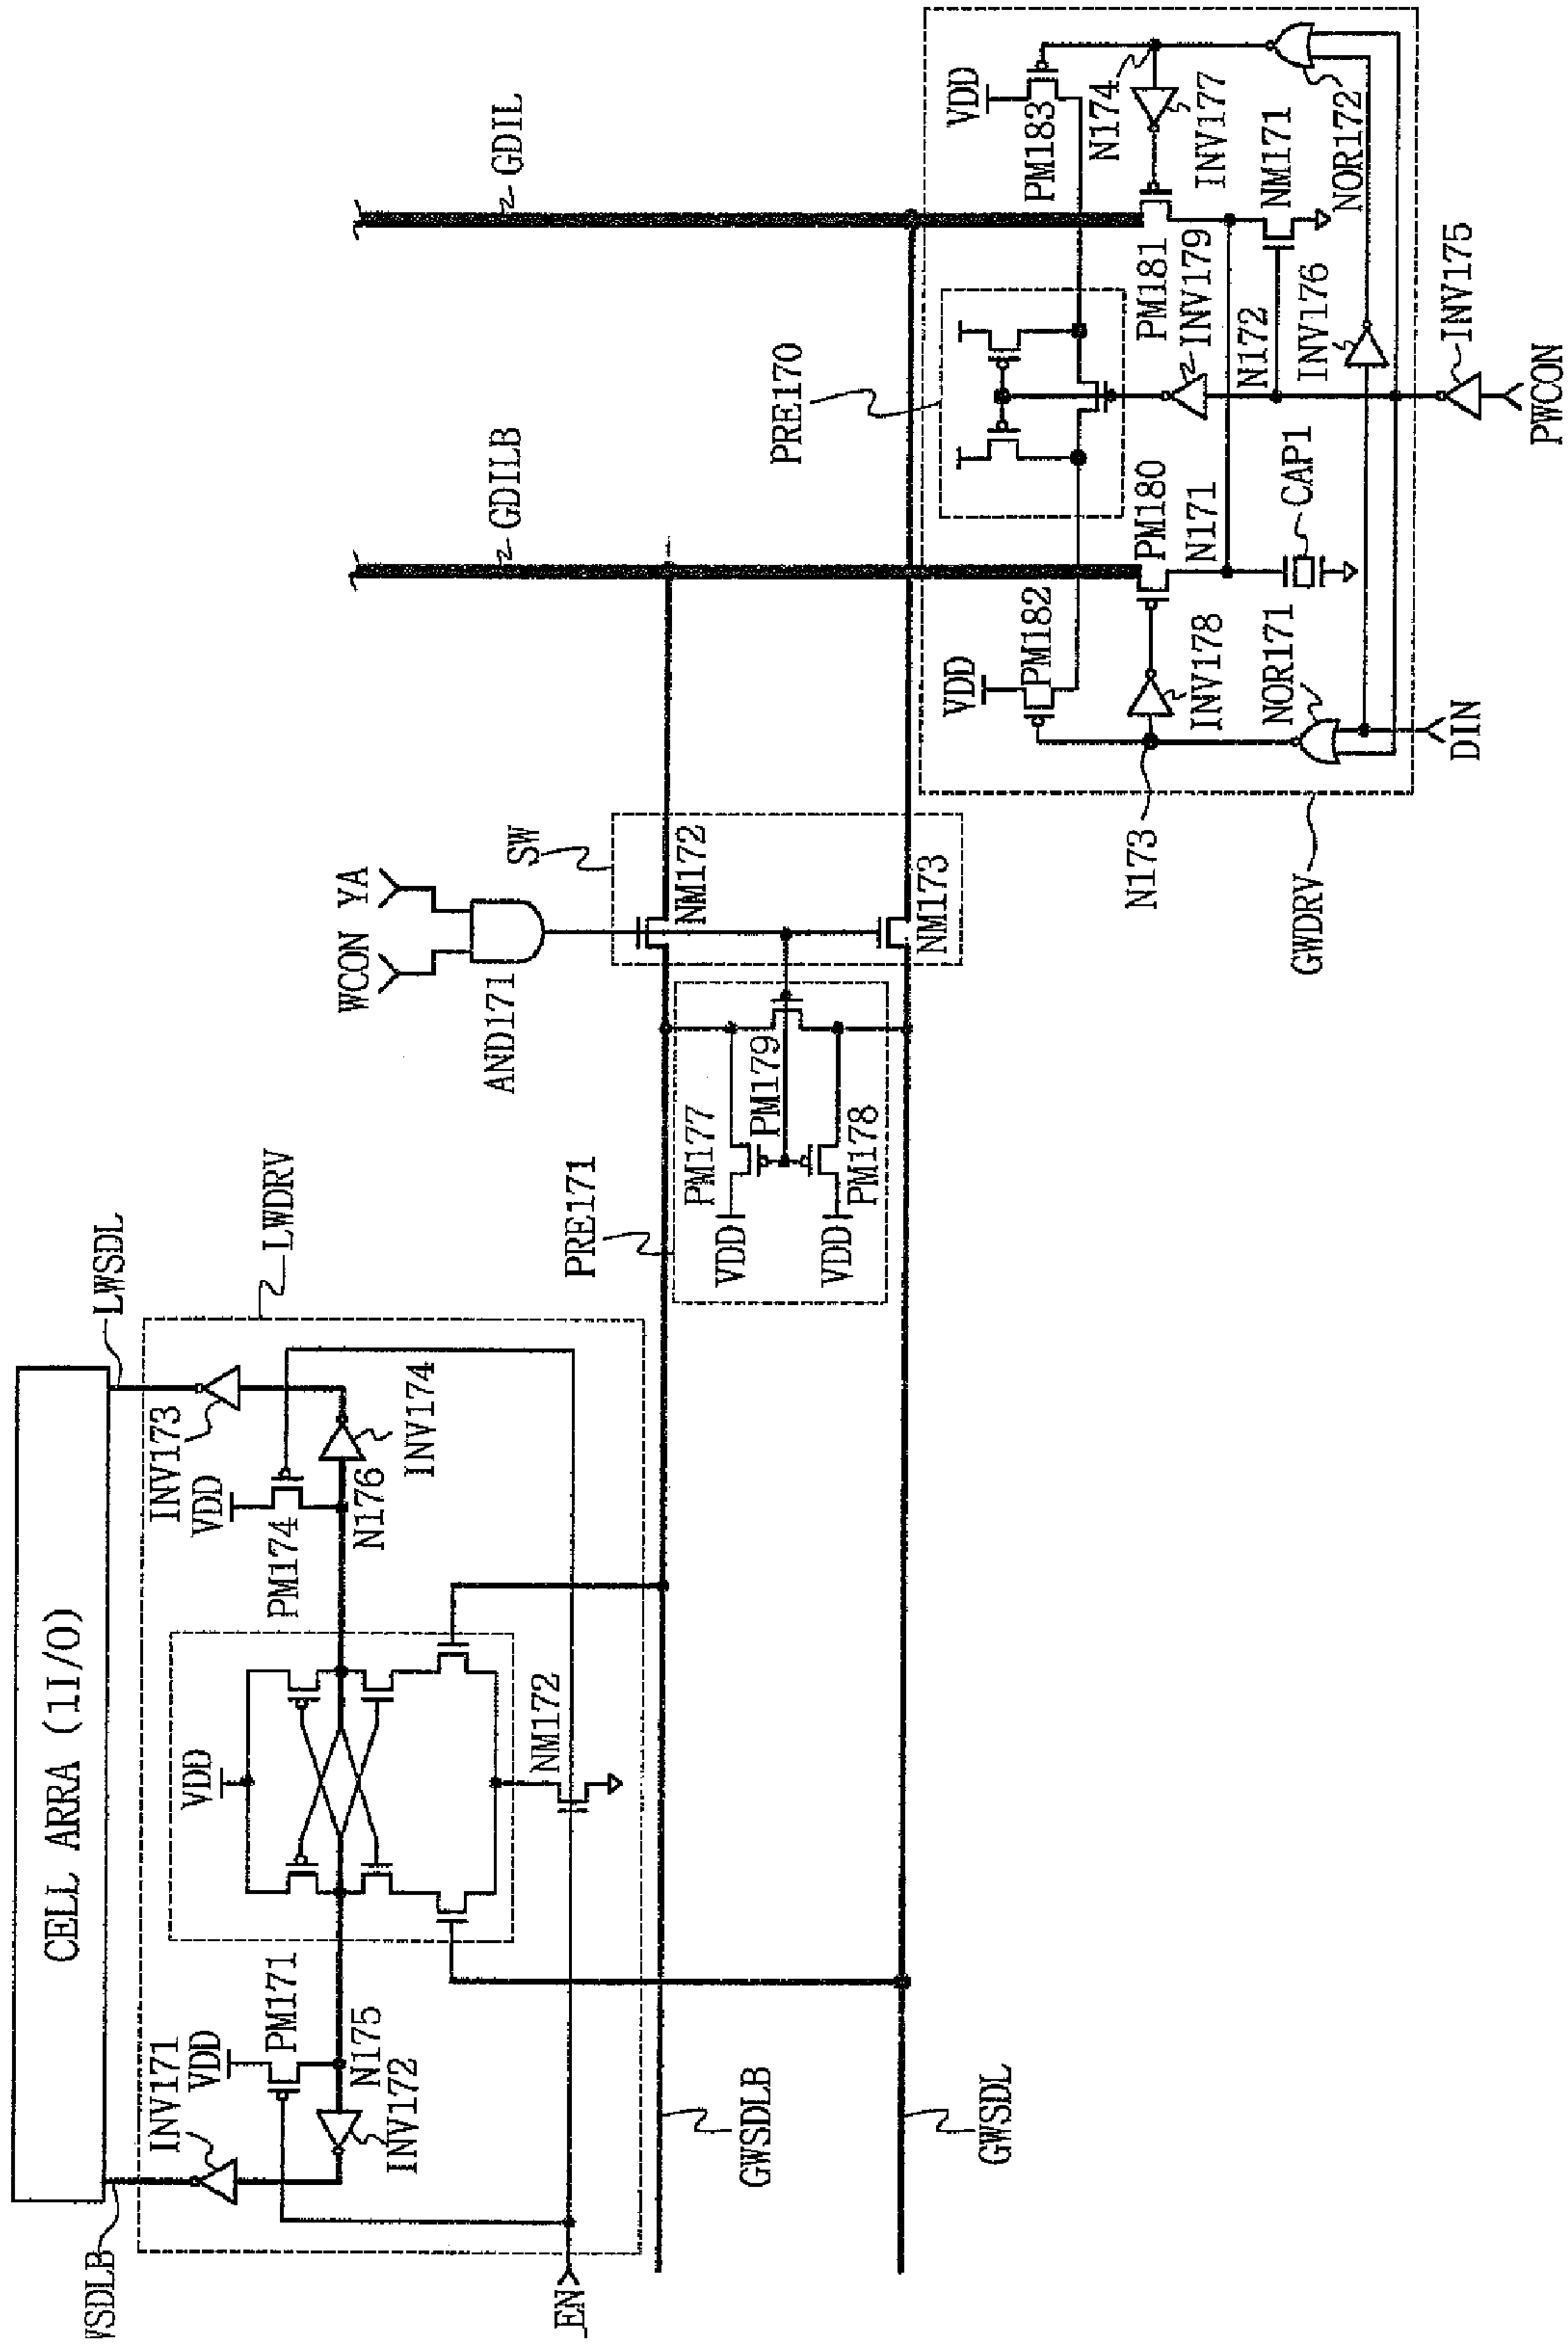 CELL ARRA (1I/O)
VSDLB
LWSDL
LWDRV
INV171
VDD
PM171
N175
INV172
VDD
INV173
VDD
PM174
N176
INV174
NM172
EN
GWSDLB
GWSDL
PRE171
PM177
PM179
PM178
VDD
VDD
WCON
YA
AND171
SW
NM172
NM173
GDILB
GDIL
PRE170
VDD
PM182
PM180
N171
INV178
NOR171
CAP1
N173
DIN
GWDRV
VDD
PM183
N174
INV177
PM181
INV179
N172
NM171
INV176
NOR172
INV175
PWCON